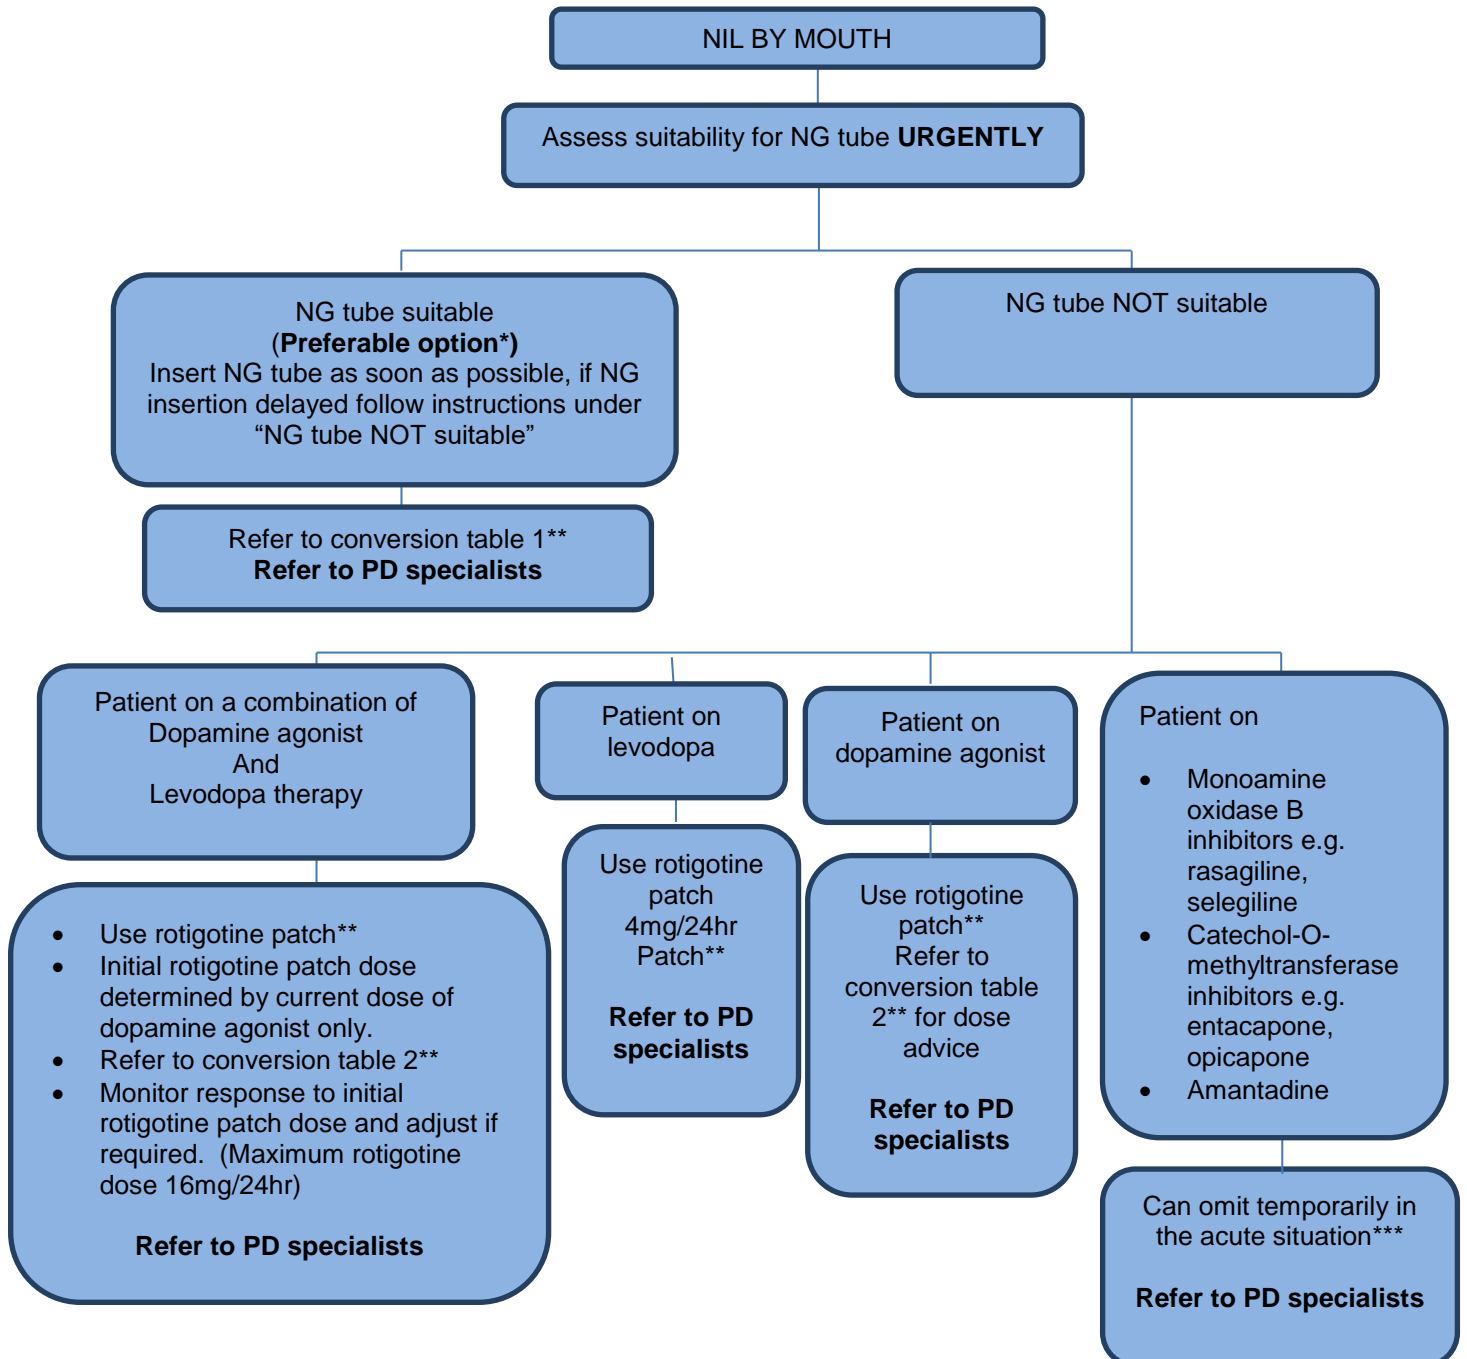 NIL BY MOUTH
Assess suitability for NG tube URGENTLY
NG tube suitable
(Preferable option*)
Insert NG tube as soon as possible, if NG
insertion delayed follow instructions under
“NG tube NOT suitable”
NG tube NOT suitable
Refer to conversion table 1**
Refer to PD specialists
Patient on a combination of
Dopamine agonist
And
Levodopa therapy
Patient on
levodopa
Patient on
dopamine agonist
Patient on
• Monoamine
oxidase B
inhibitors e.g.
rasagiline,
selegiline
• Catechol-O-
methyltransferase
inhibitors e.g.
entacapone,
opicapone
• Amantadine
• Use rotigotine patch**
• Initial rotigotine patch dose
determined by current dose of
dopamine agonist only.
• Refer to conversion table 2**
• Monitor response to initial
rotigotine patch dose and adjust if
required.  (Maximum rotigotine
dose 16mg/24hr)
Refer to PD specialists
Use rotigotine
patch
4mg/24hr
Patch**
Refer to PD
specialists
Use rotigotine
patch**
Refer to
conversion table
2** for dose
advice
Refer to PD
specialists
Can omit temporarily in
the acute situation***
Refer to PD specialists